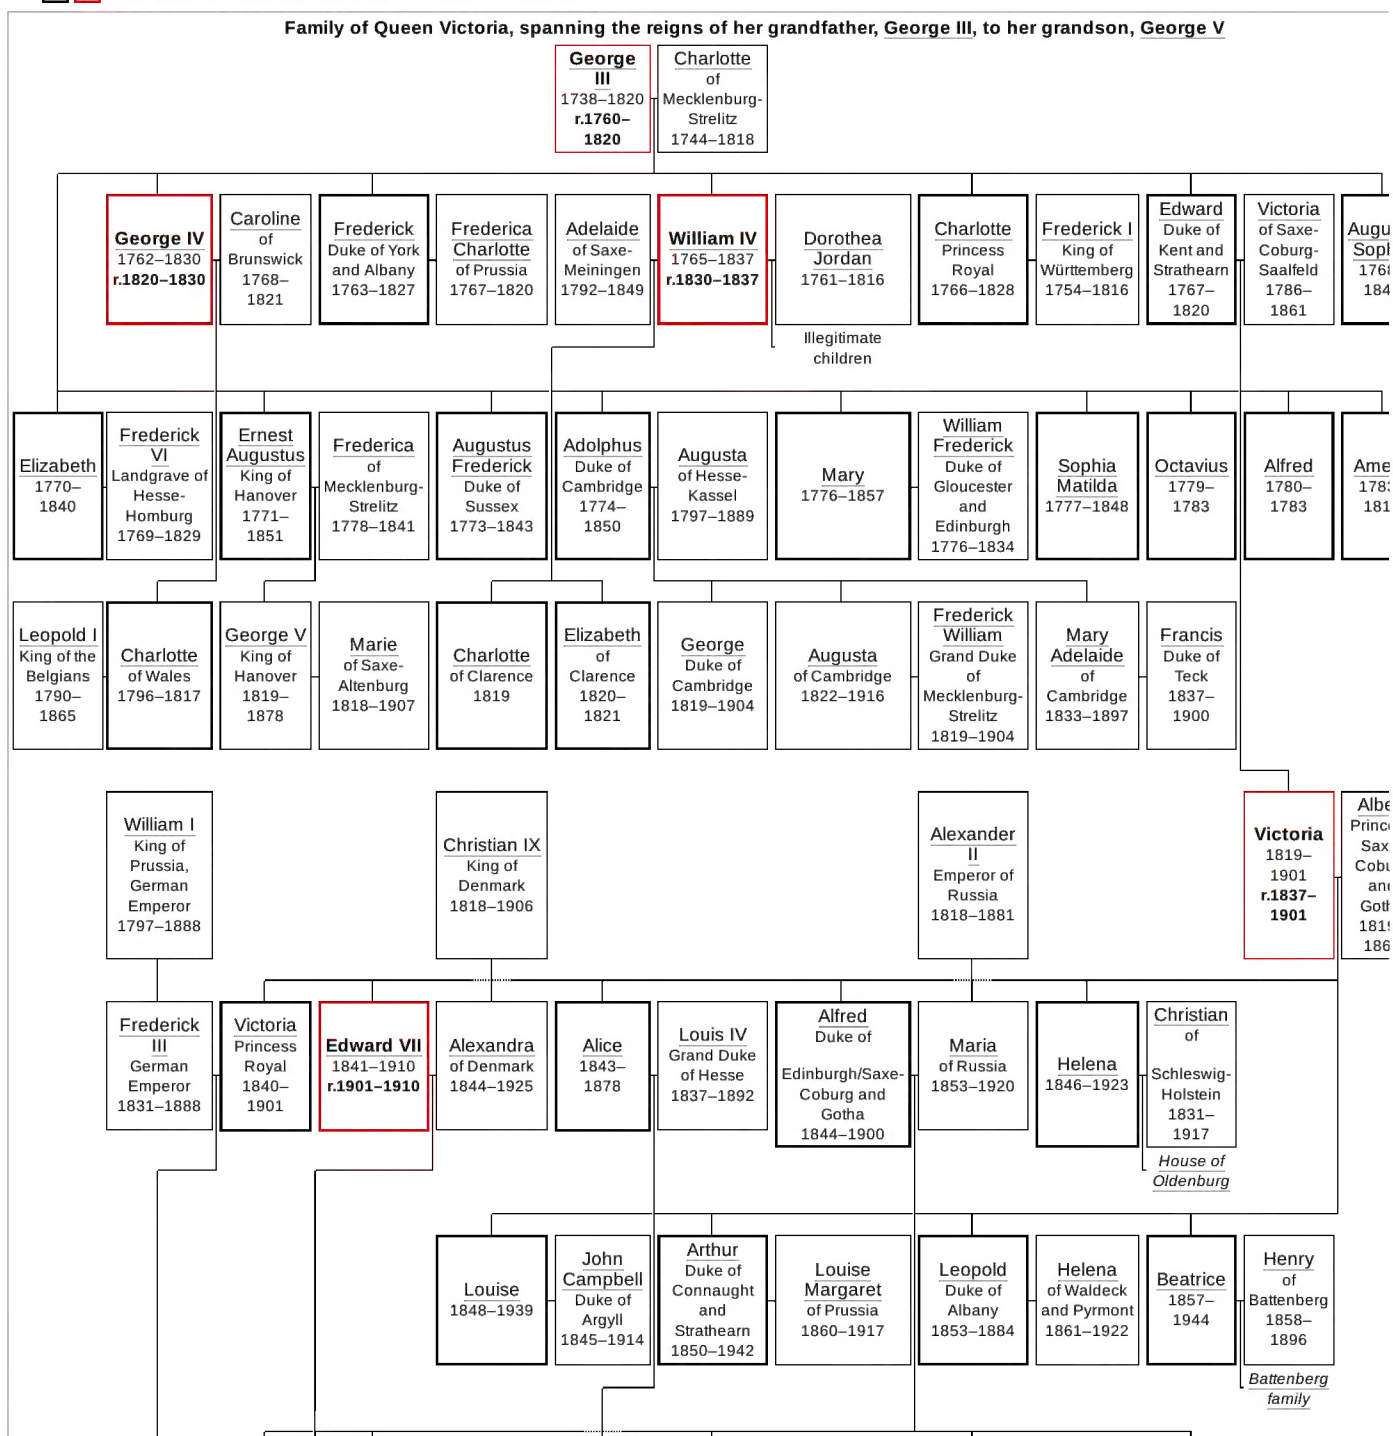 Family of Queen Victoria, spanning the reigns of her grandfather, George III, to her grandson, George V
George
III
1738–1820
r.1760–
1820
Charlotte
of
Mecklenburg-
Strelitz
1744–1818
George IV
1762–1830
r.1820–1830
Caroline
of
Brunswick
1768–
1821
Frederick
Duke of York
and Albany
1763–1827
Frederica
Charlotte
of Prussia
1767–1820
Adelaide
of Saxe-
Meiningen
1792–1849
William IV
1765–1837
r.1830–1837
Dorothea
Jordan
1761–1816
Charlotte
Princess
Royal
1766–1828
Frederick I
King of
Württemberg
1754–1816
Edward
Duke of
Kent and
Strathearn
1767–
1820
Victoria
of Saxe-
Coburg-
Saalfeld
1786–
1861
Illegitimate
children
Elizabeth
1770–
1840
Frederick
VI
Landgrave of
Hesse-
Homburg
1769–1829
Ernest
Augustus
King of
Hanover
1771–
1851
Frederica
of
Mecklenburg-
Strelitz
1778–1841
Augustus
Frederick
Duke of
Sussex
1773–1843
Adolphus
Duke of
Cambridge
1774–
1850
Augusta
of Hesse-
Kassel
1797–1889
Mary
1776–1857
William
Frederick
Duke of
Gloucester
and
Edinburgh
1776–1834
Sophia
Matilda
1777–1848
Octavius
1779–
1783
Alfred
1780–
1783
Leopold I
King of the
Belgians
1790–
1865
Charlotte
of Wales
1796–1817
George V
King of
Hanover
1819–
1878
Marie
of Saxe-
Altenburg
1818–1907
Charlotte
of Clarence
1819
Elizabeth
of
Clarence
1820–
1821
George
Duke of
Cambridge
1819–1904
Augusta
of Cambridge
1822–1916
Frederick
William
Grand Duke
of
Mecklenburg-
Strelitz
1819–1904
Mary
Adelaide
of
Cambridge
1833–1897
Francis
Duke of
Teck
1837–
1900
William I
King of
Prussia,
German
Emperor
1797–1888
Christian IX
King of
Denmark
1818–1906
Alexander
II
Emperor of
Russia
1818–1881
Victoria
1819–
1901
r.1837–
1901
Frederick
III
German
Emperor
1831–1888
Victoria
Princess
Royal
1840–
1901
Edward VII
1841–1910
r.1901–1910
Alexandra
of Denmark
1844–1925
Alice
1843–
1878
Louis IV
Grand Duke
of Hesse
1837–1892
Alfred
Duke of
Edinburgh/Saxe-
Coburg and
Gotha
1844–1900
Maria
of Russia
1853–1920
Helena
1846–1923
Christian
of
Schleswig-
Holstein
1831–
1917
House of
Oldenburg
Louise
1848–1939
John
Campbell
Duke of
Argyll
1845–1914
Arthur
Duke of
Connaught
and
Strathearn
1850–1942
Louise
Margaret
of Prussia
1860–1917
Leopold
Duke of
Albany
1853–1884
Helena
of Waldeck
and Pyrmont
1861–1922
Beatrice
1857–
1944
Henry
of
Battenberg
1858–
1896
Battenberg
family